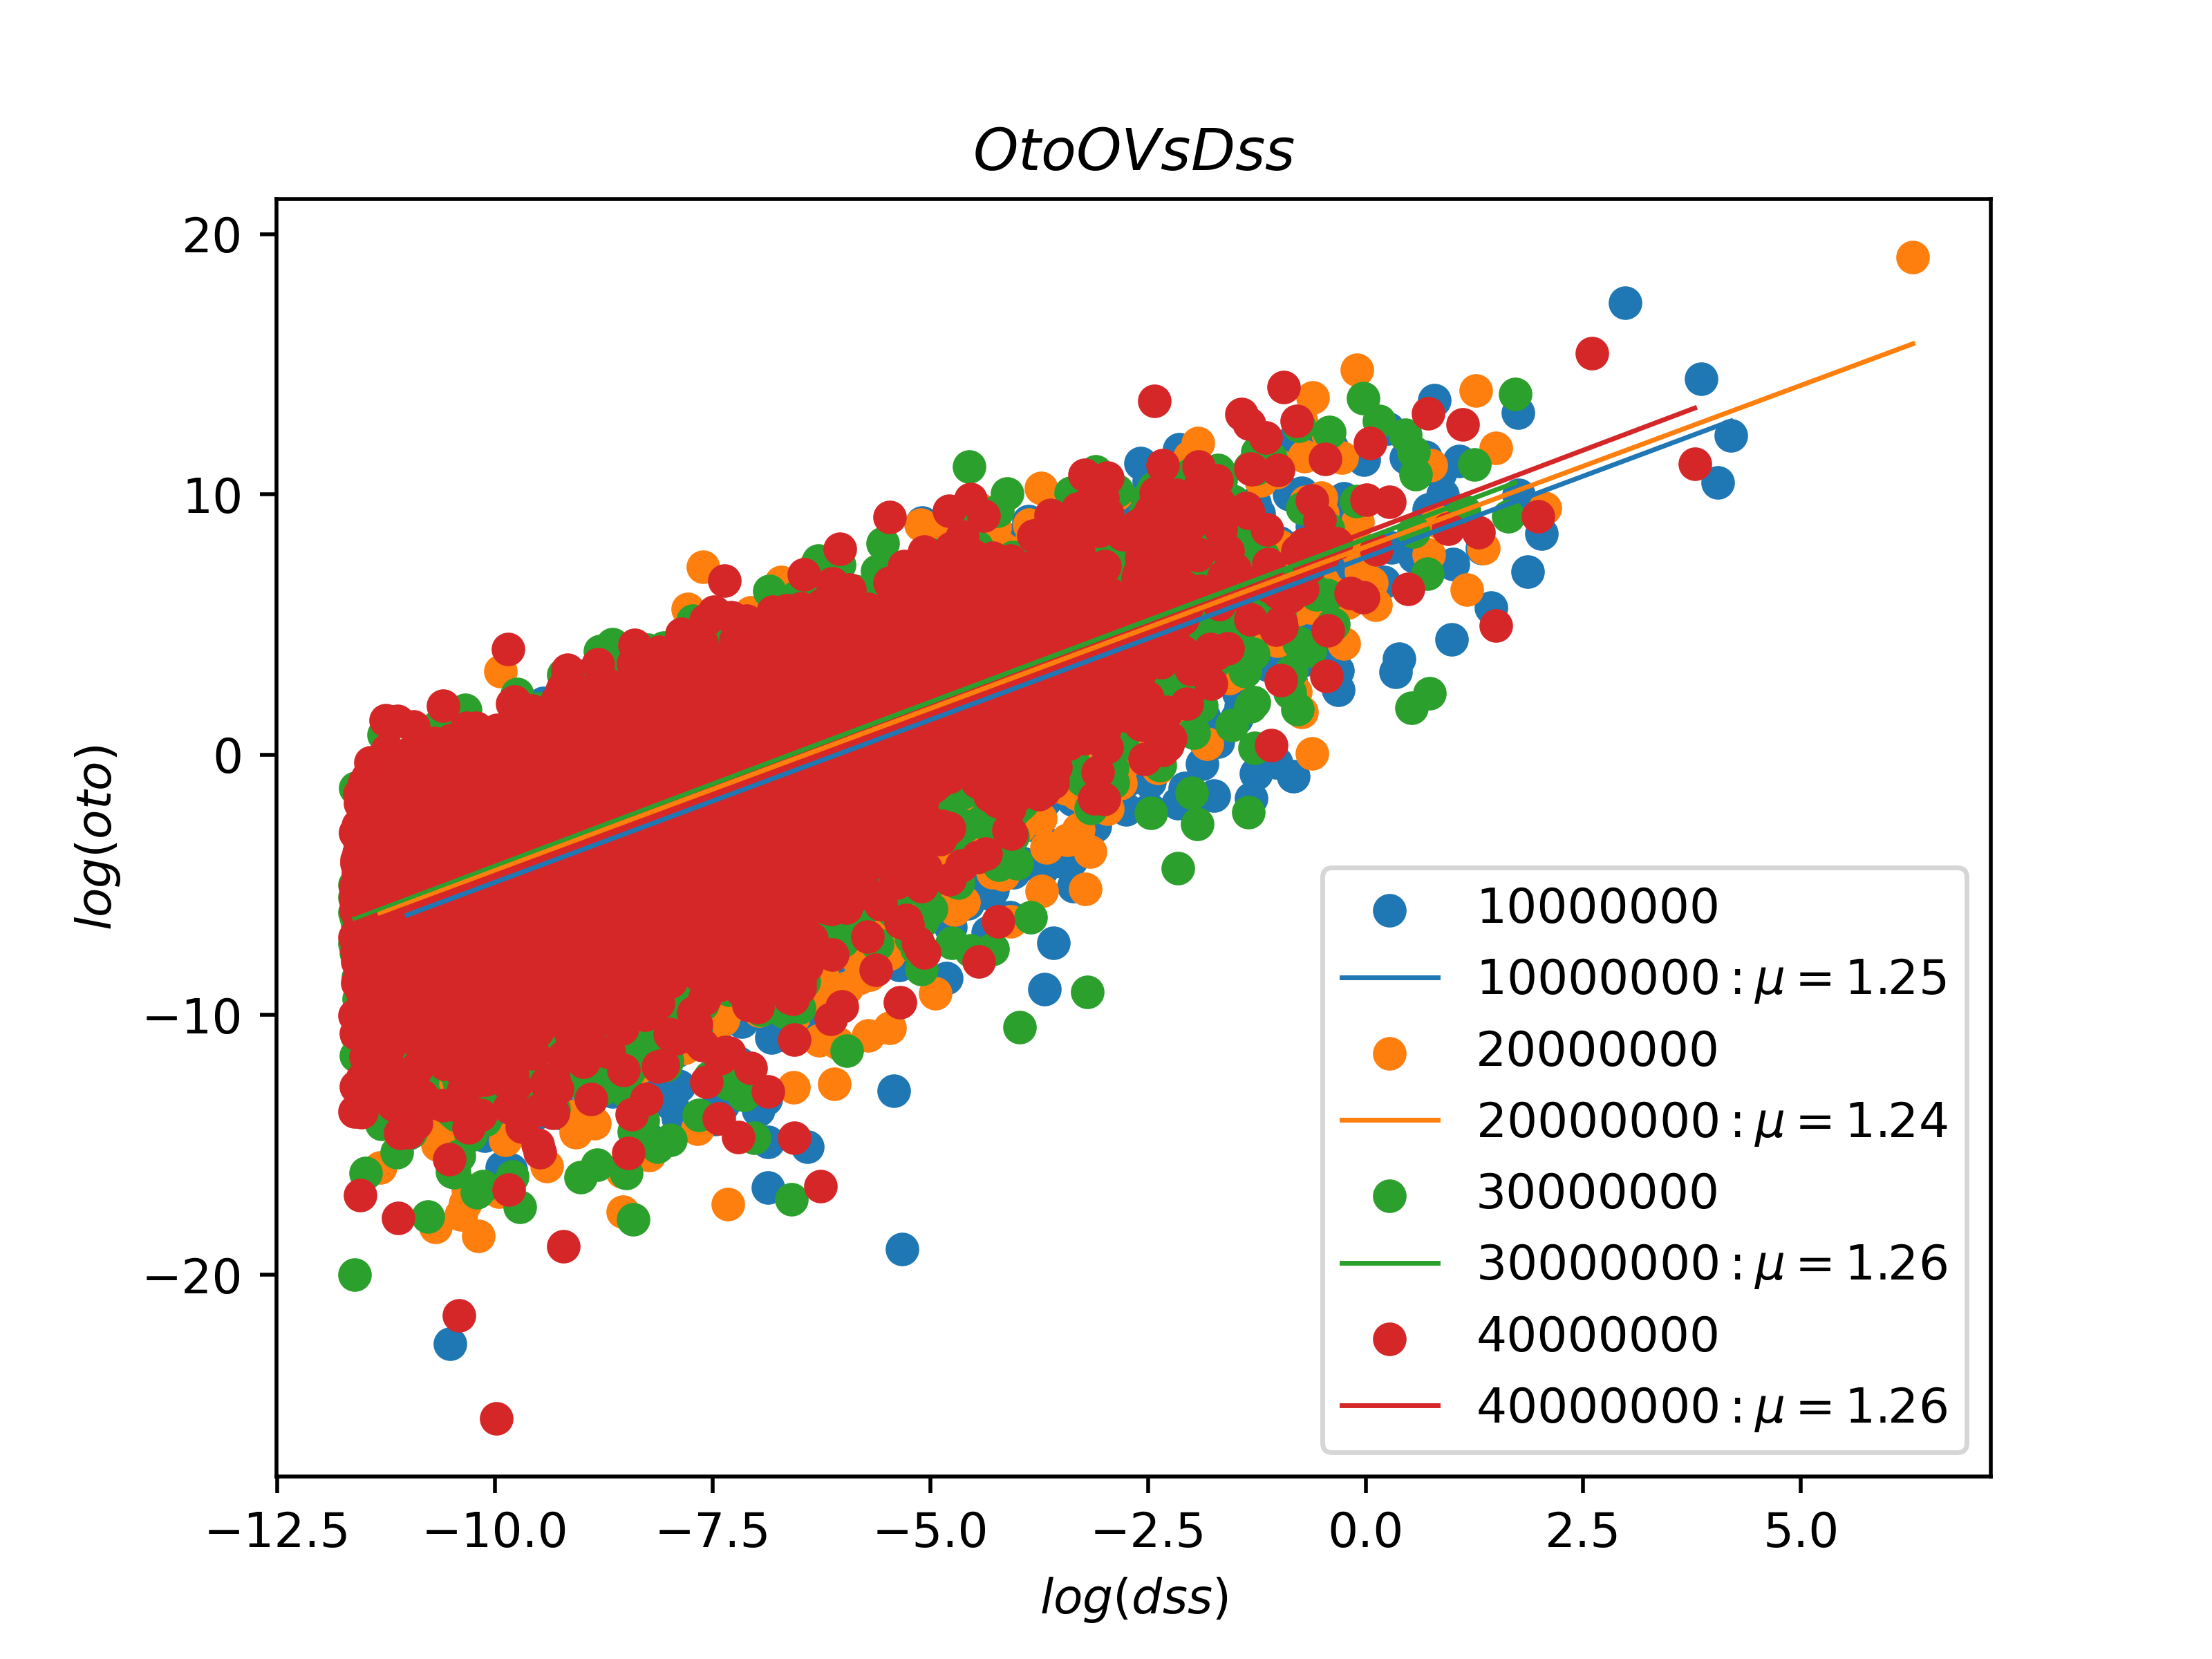 OtoOVsDss
20
10
0
−10
−20
log(oto)
10000000
10000000 : μ = 1.25
20000000
20000000 : μ = 1.24
30000000
30000000 : μ = 1.26
40000000
40000000 : μ = 1.26
−12.5 −10.0 −7.5 −5.0 −2.5 0.0 2.5 5.0
log(dss)